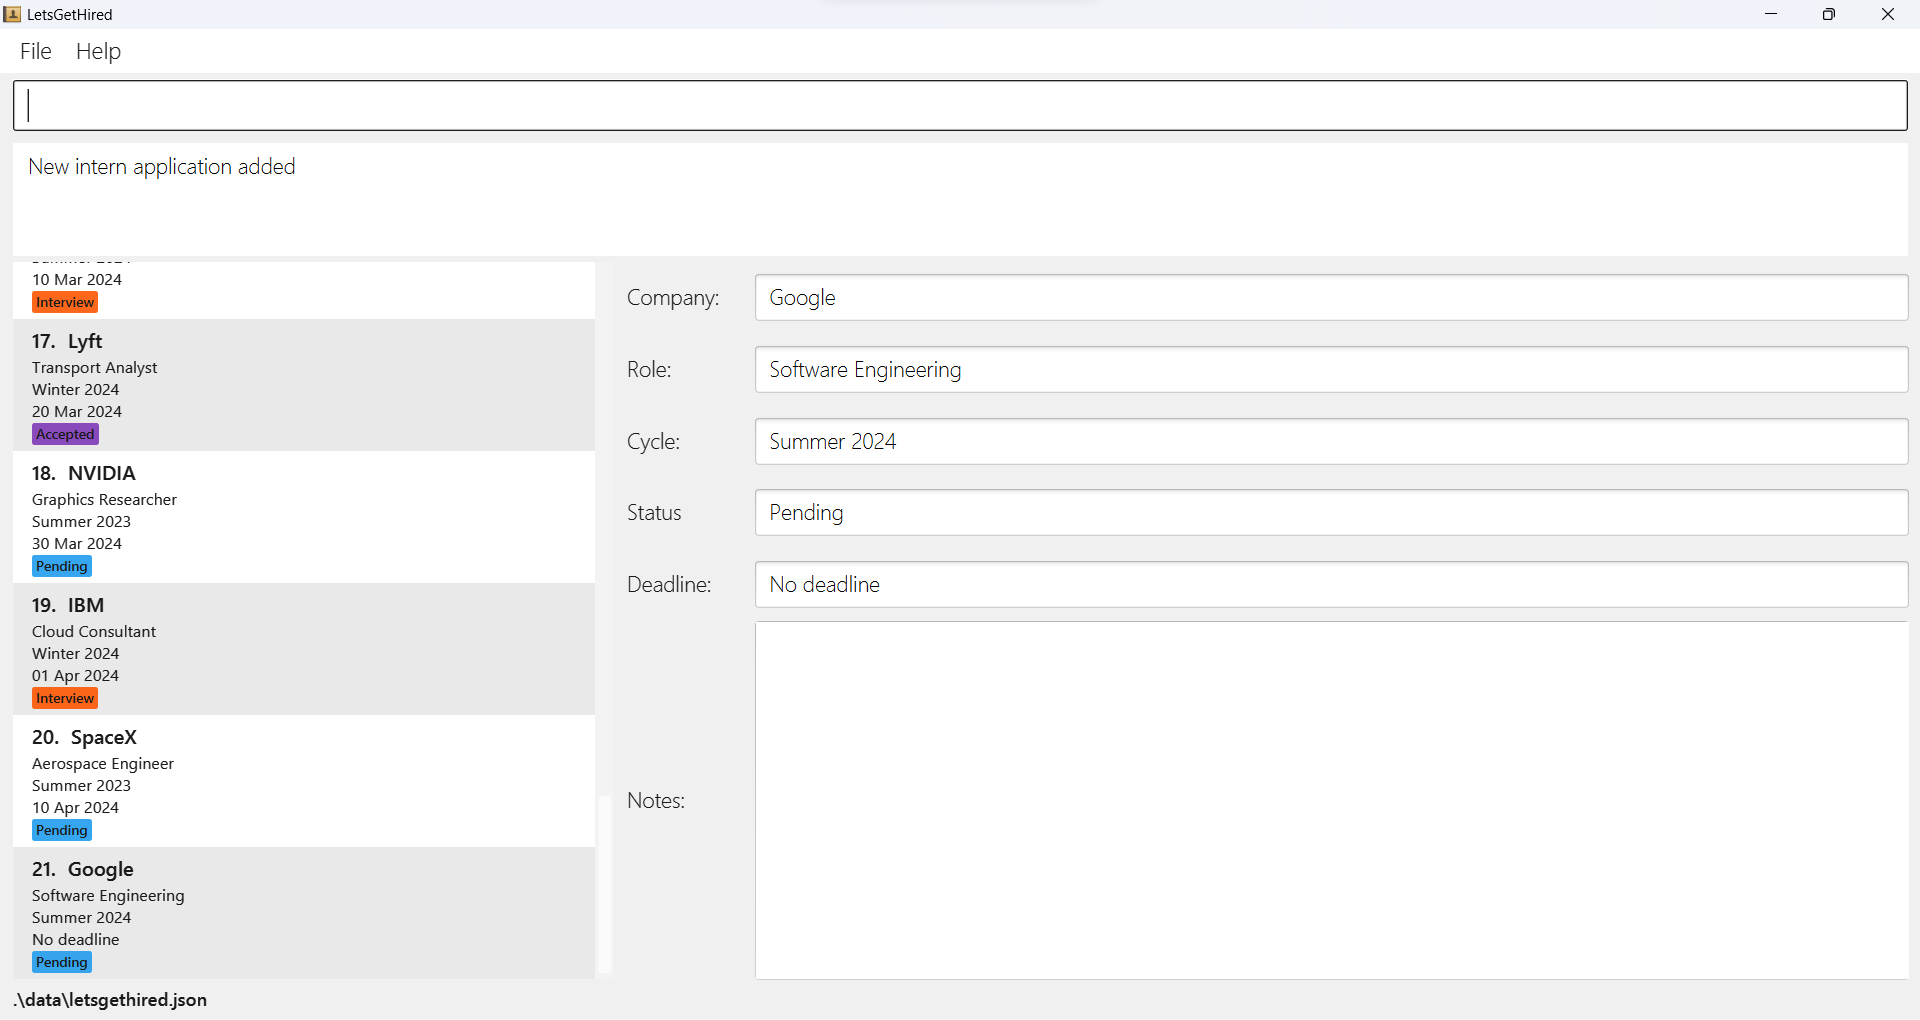 LetsGetHired
File Help
New intern application added
10 Mar 2024
Interview
17. Lyft
Transport Analyst
Winter 2024
20 Mar 2024
Accepted
18. NVIDIA
Graphics Researcher
Summer 2023
30 Mar 2024
Pending
19. IBM
Cloud Consultant
Winter 2024
01 Apr 2024
Interview
20. SpaceX
Aerospace Engineer
Summer 2023
10 Apr 2024
Pending
21. Google
Software Engineering
Summer 2024
No deadline
Pending
Company: Google
Role: Software Engineering
Cycle: Summer 2024
Status Pending
Deadline: No deadline
Notes:
.\data\letsgethired.json